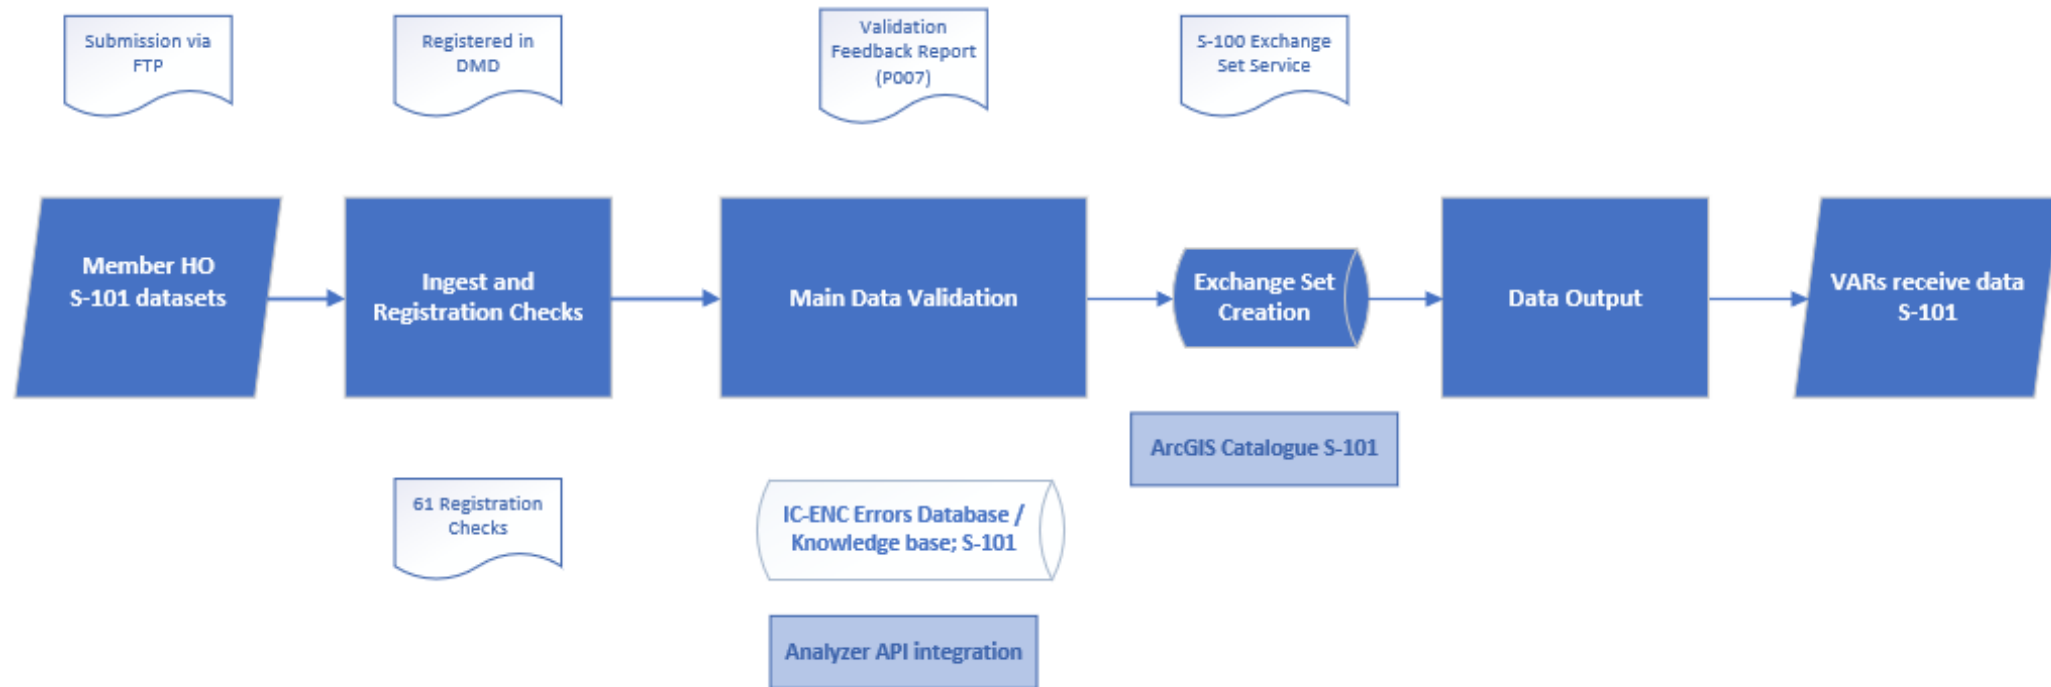 Submission via
FTP
Registered in
DMD
Validation
Feedback Report
(P007)
S-100 Exchange
Set Service
Member HO
S-101 datasets
Ingest and
Registration Checks
Main Data Validation
Exchange Set
Creation
Data Output
VARs receive data
S-101
ArcGIS Catalogue S-101
61 Registration
Checks
IC-ENC Errors Database /
Knowledge base; S-101
Analyzer API integration